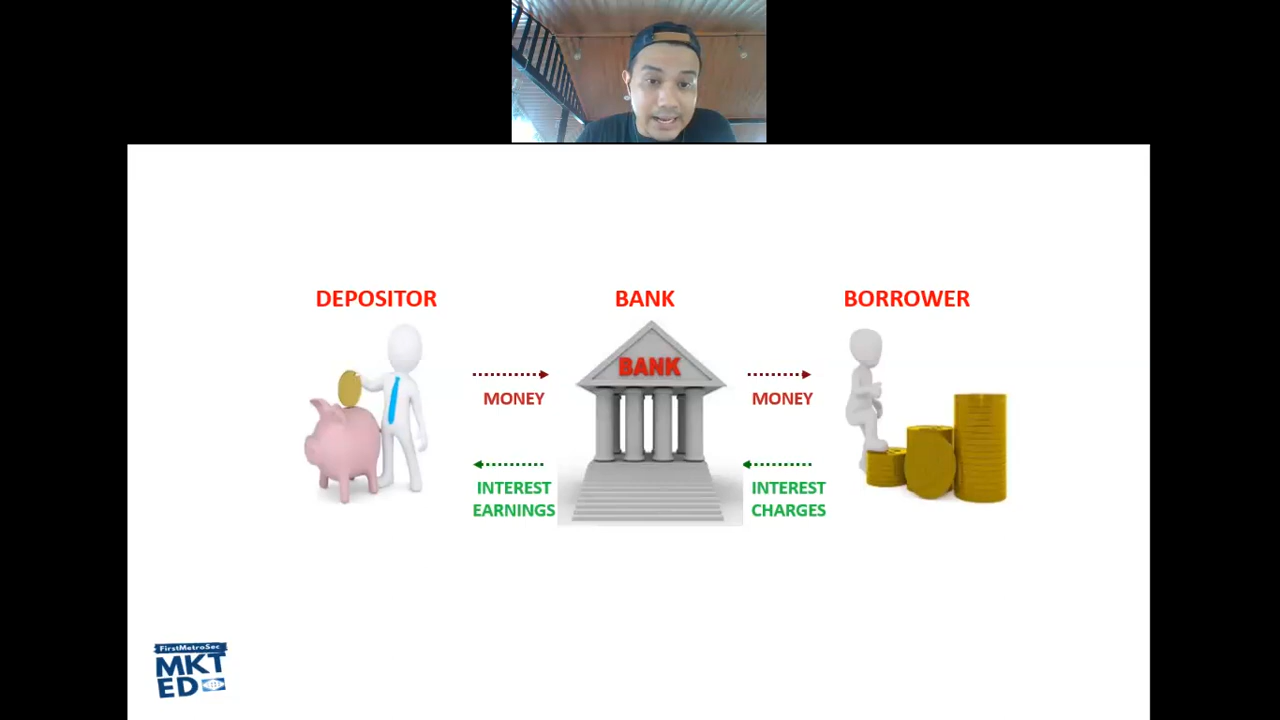 DEPOSITOR
BANK
BORROWER
BANK
MONEY
MONEY
INTEREST
EARNINGS
INTEREST
CHARGES
FirstMetroSec
MKT
ED